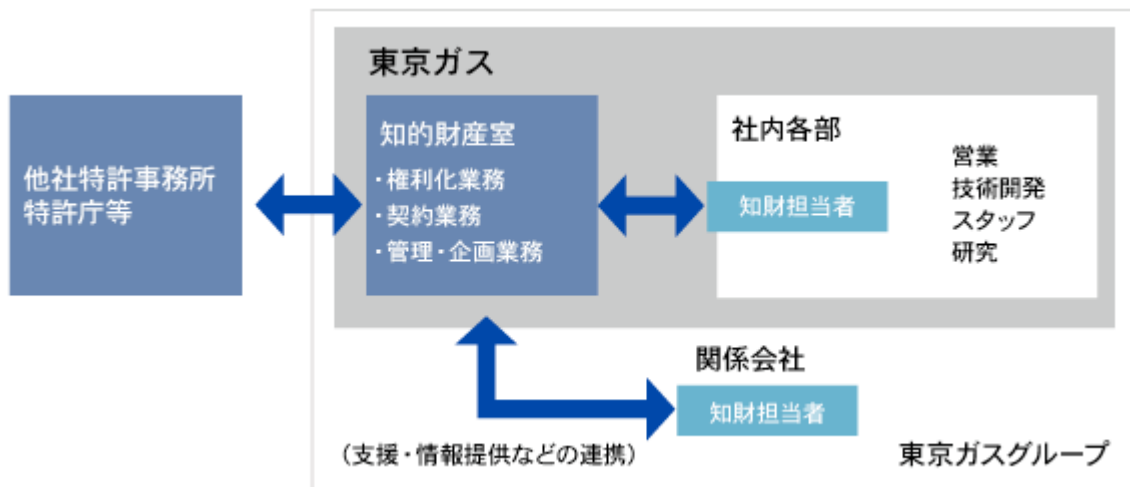 東京ガス
他社特許事務所
特許庁等
知的財産室
・権利化業務
・契約業務
・管理・企画業務
社内各部
知財担当者
営業
技術開発
スタッフ
研究
関係会社
知財担当者
（支援・情報提供などの連携）
東京ガスグループ